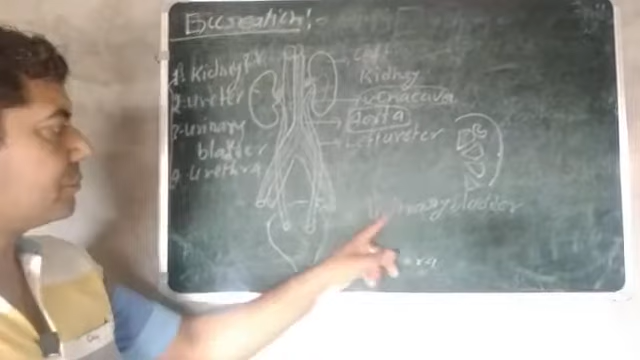 Excreation:-
1. Kidney
2. Ureter
3. Urinary
bladder
4. Urethra
Left
Kidney
Venacava
Aorta
Left ureter
Urinary bladder